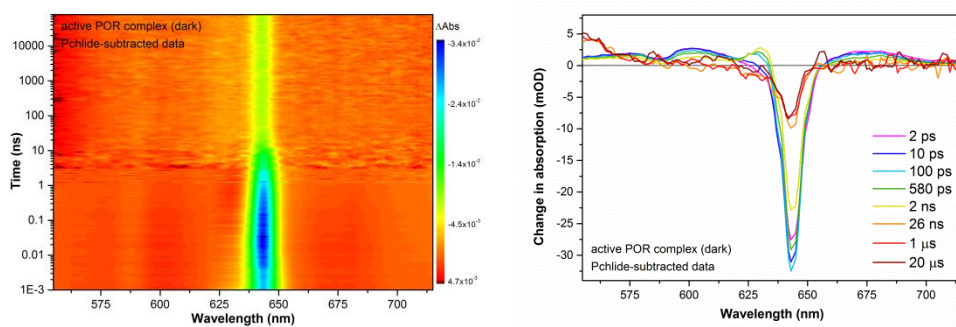 active POR complex (dark)
Pchlide-subtracted data
ΔAbs
-3.4x10⁻²
-2.4x10⁻²
-1.4x10⁻²
-4.5x10⁻³
4.7x10⁻³
Time (ns)
10000
1000
100
10
1
0.1
0.01
1E-3
575 600 625 650 675 700
Wavelength (nm)
Change in absorption (mOD)
5
0
-5
-10
-15
-20
-25
-30
2 ps
10 ps
100 ps
580 ps
2 ns
26 ns
1 μs
20 μs
active POR complex (dark)
Pchlide-subtracted data
575 600 625 650 675 700
Wavelength (nm)